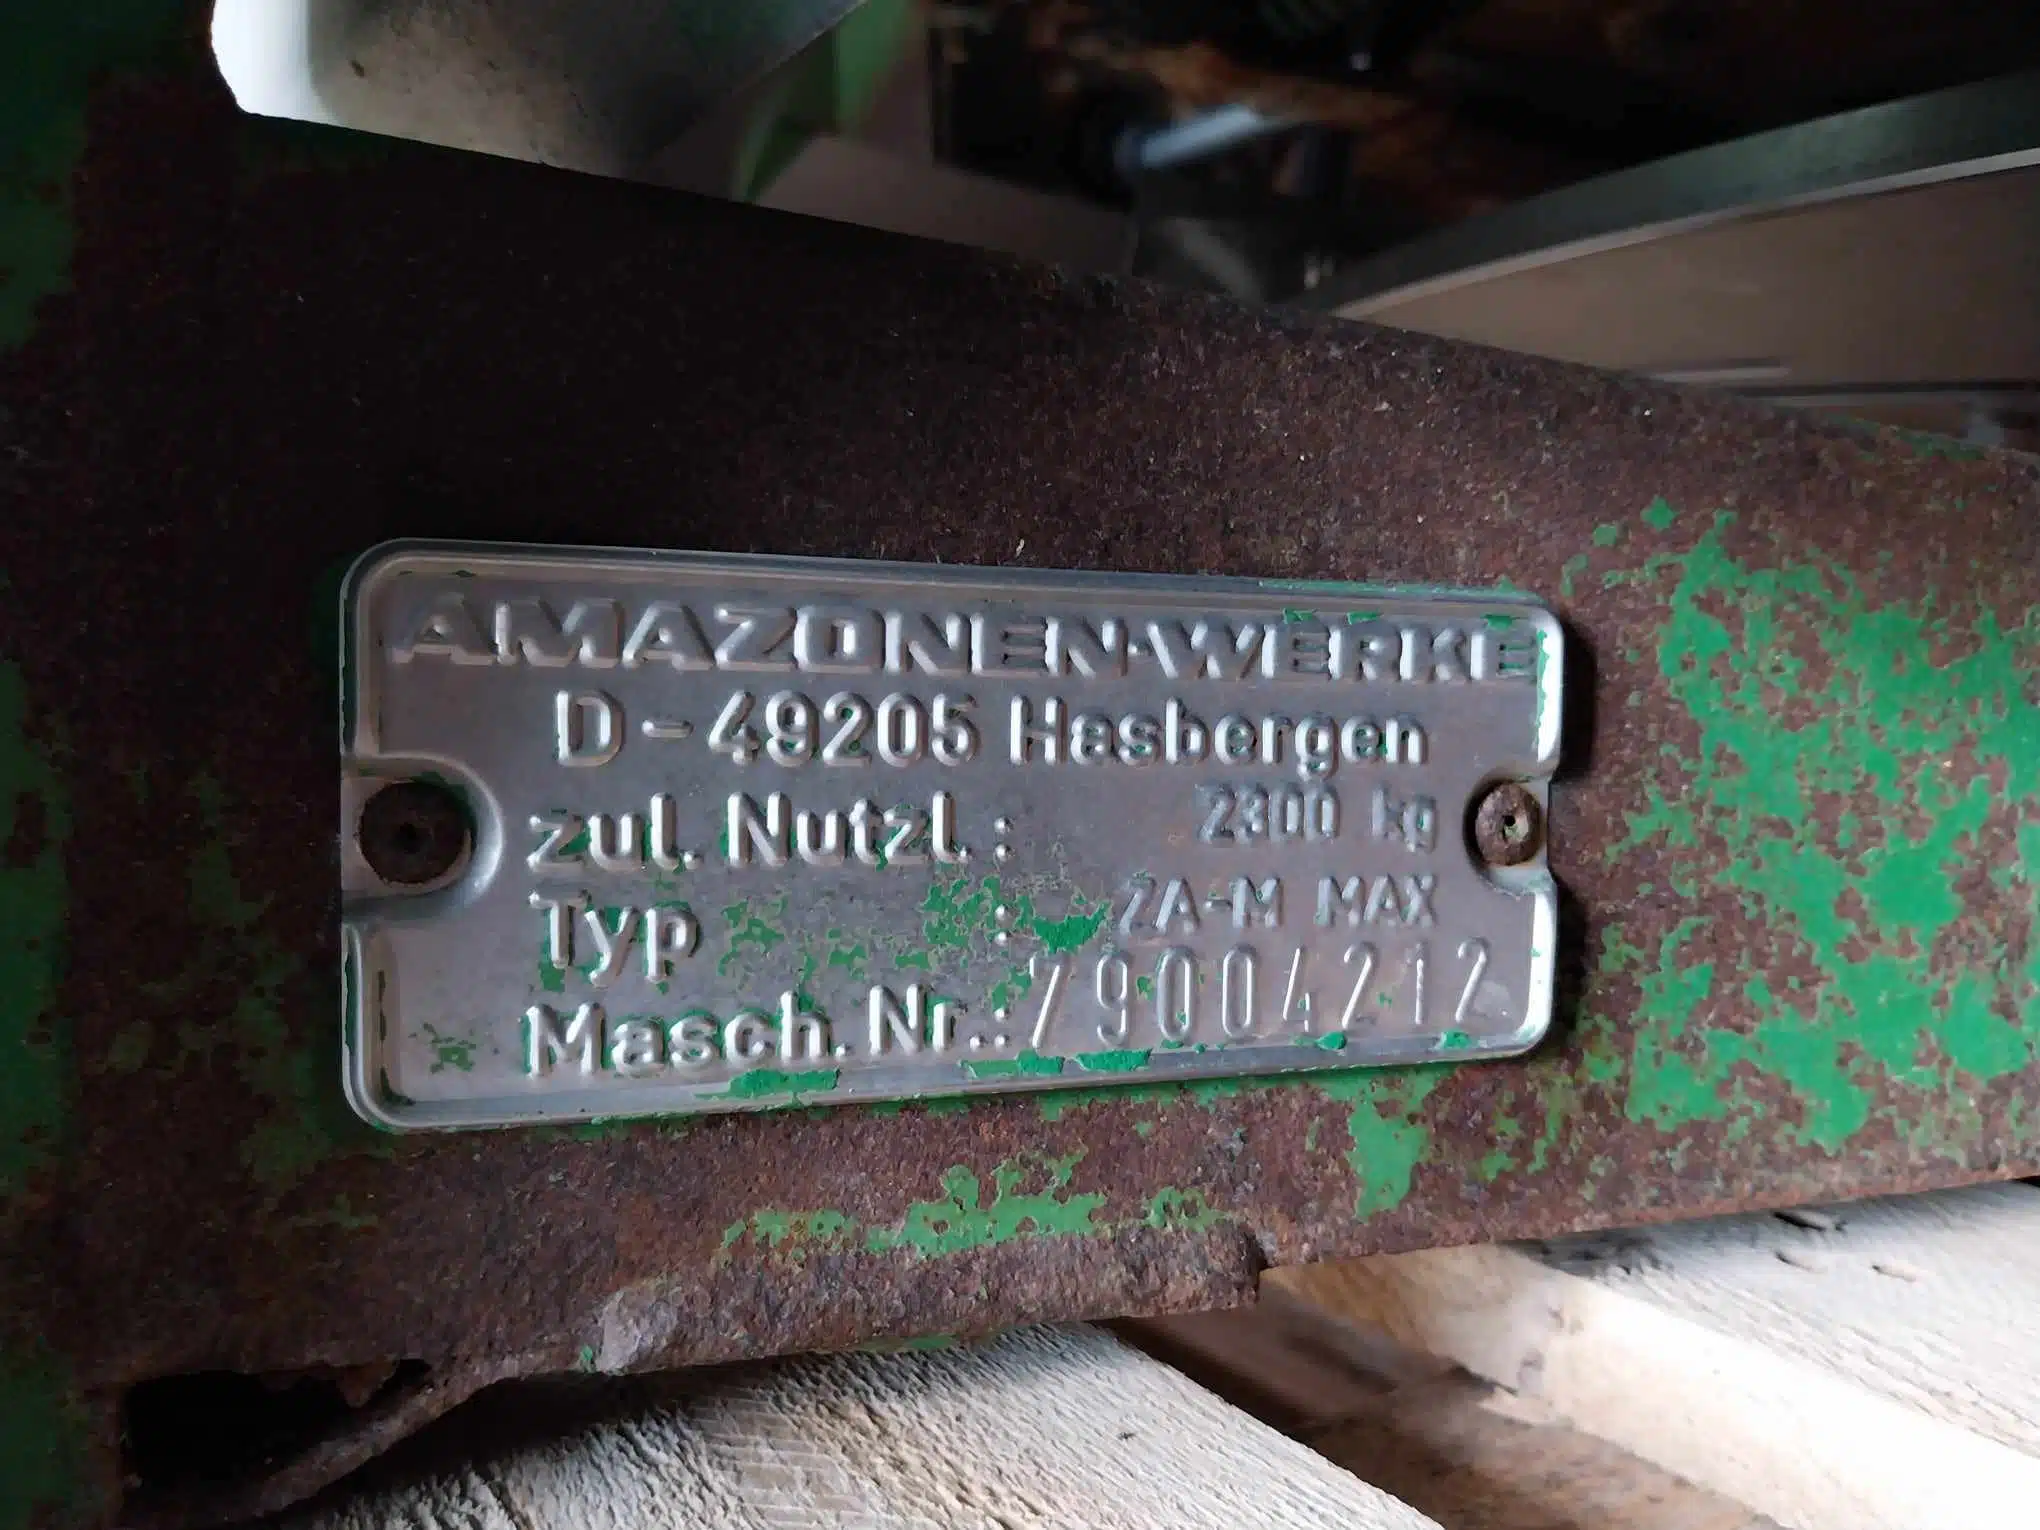 AMAZONEN-WERKE
D-49205 Hasbergen
zul. Nutzl.: 2300 kg
Typ : ZA-M MAX
Masch. Nr.: 79004212